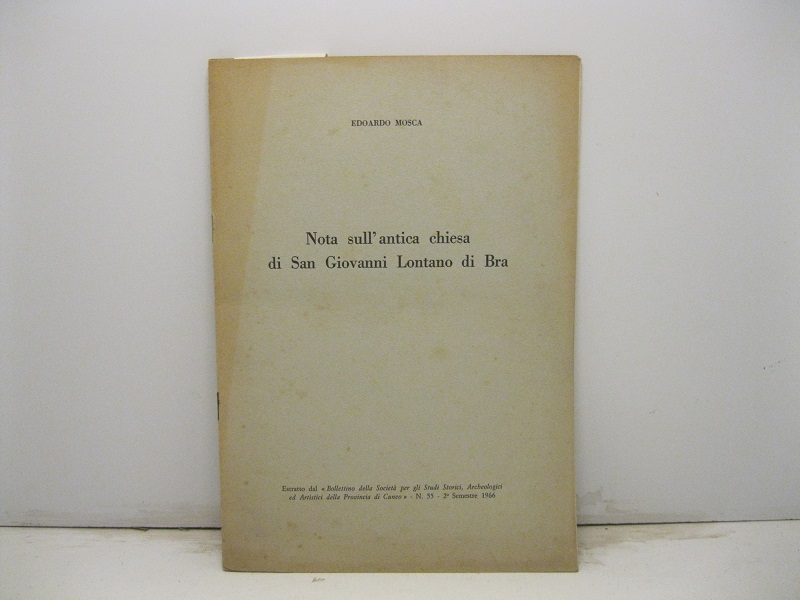 EDOARDO MOSCA
Nota sull'antica chiesa
di San Giovanni Lontano di Bra
Estratto dal « Bollettino della Società per gli Studi Storici, Archeologici
ed Artistici della Provincia di Cuneo » - N. 55 - 2° Semestre 1966